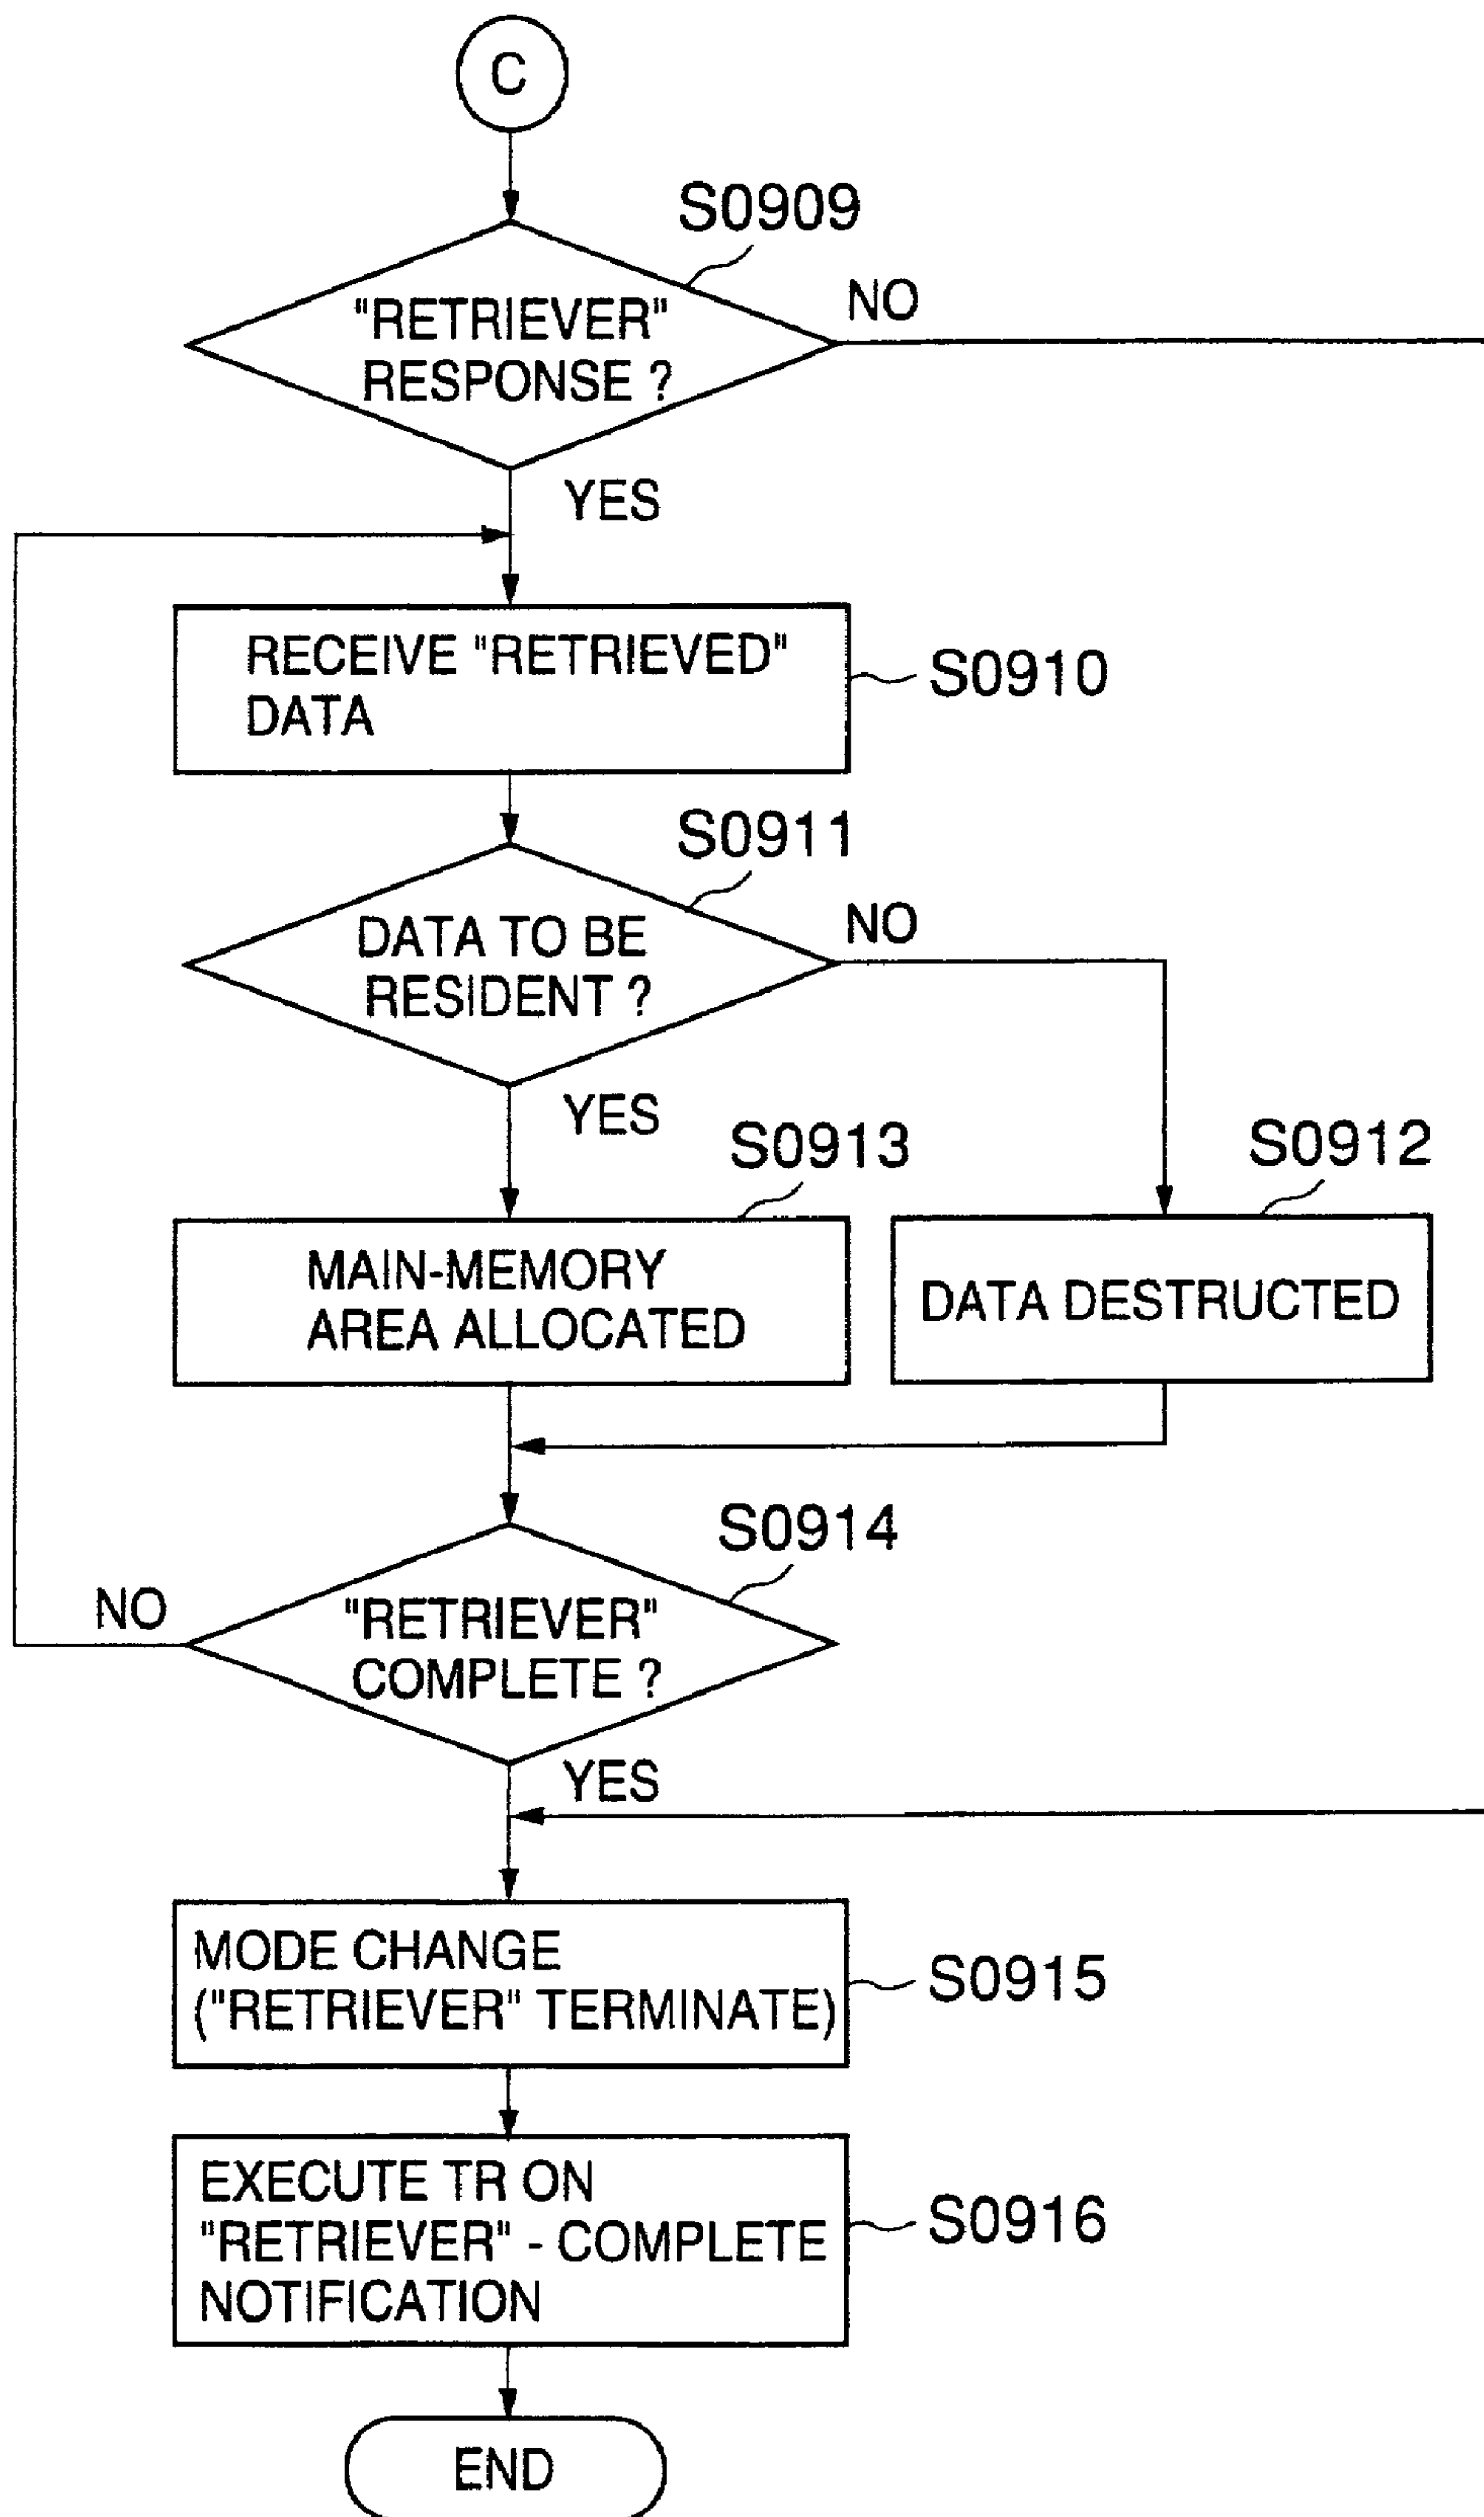 C
S0909
"RETRIEVER"
RESPONSE ?
NO
YES
RECEIVE "RETRIEVED"
DATA
S0910
S0911
DATA TO BE
RESIDENT ?
NO
YES
S0913
S0912
MAIN-MEMORY
AREA ALLOCATED
DATA DESTRUCTED
S0914
NO
"RETRIEVER"
COMPLETE ?
YES
MODE CHANGE
("RETRIEVER" TERMINATE)
S0915
EXECUTE TR ON
"RETRIEVER" - COMPLETE
NOTIFICATION
S0916
END